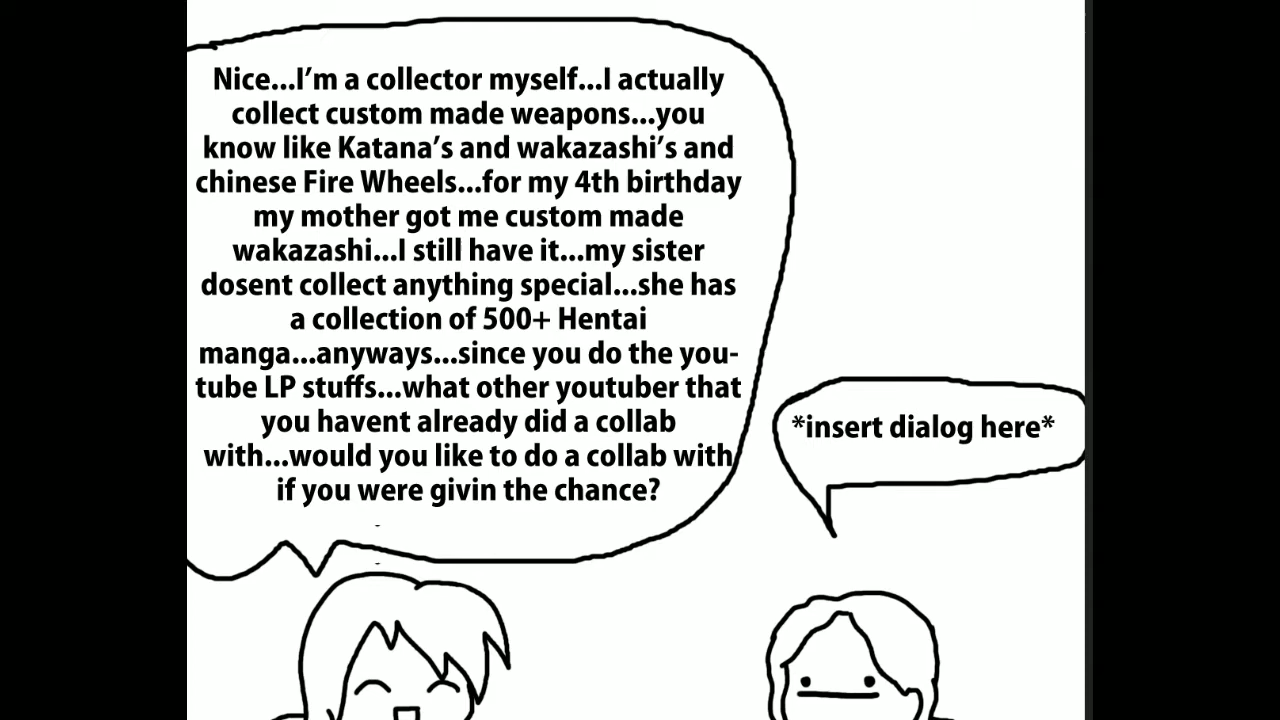 Nice...I'm a collector myself...I actually
collect custom made weapons...you
know like Katana's and wakazashi's and
chinese Fire Wheels...for my 4th birthday
my mother got me custom made
wakazashi...I still have it...my sister
dosent collect anything special...she has
a collection of 500+ Hentai
manga...anyways...since you do the you-
tube LP stuffs...what other youtuber that
you havent already did a collab
with...would you like to do a collab with
if you were givin the chance?
*insert dialog here*